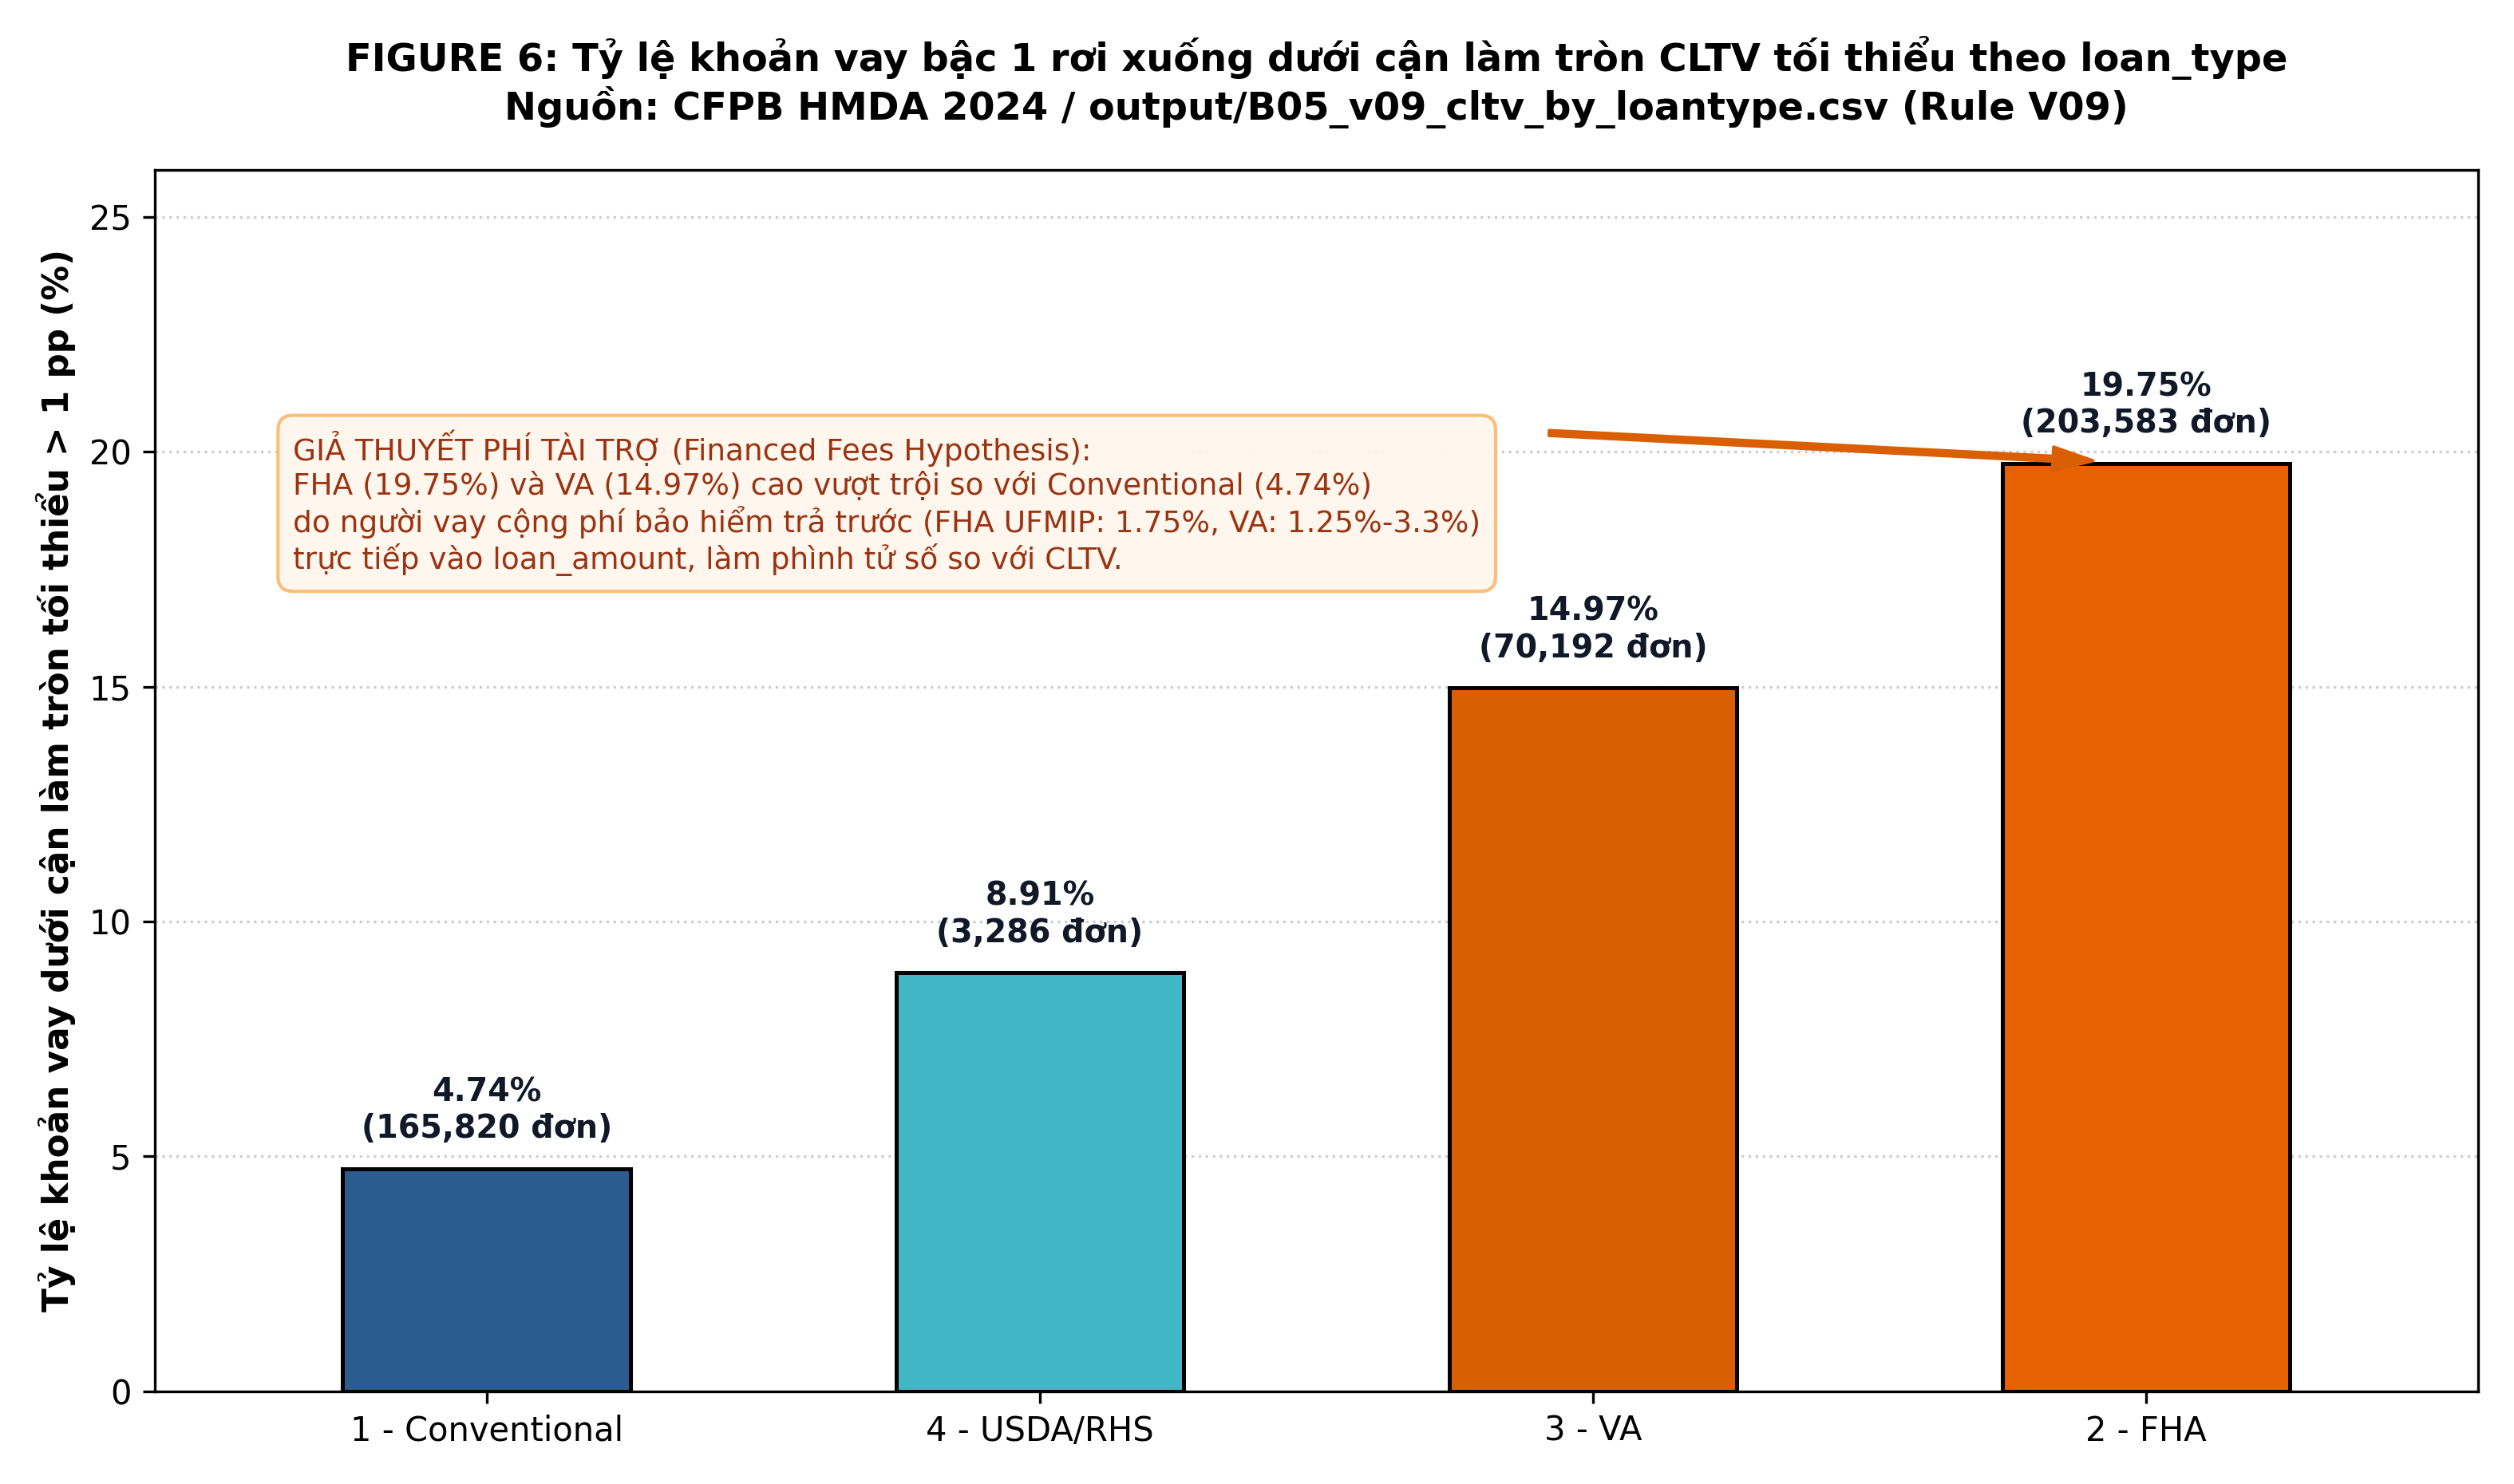 FIGURE 6: Tỷ lệ khoản vay bậc 1 rơi xuống dưới cận làm tròn CLTV tối thiểu theo loan_type
Nguồn: CFPB HMDA 2024 / output/B05_v09_cltv_by_loantype.csv (Rule V09)
Tỷ lệ khoản vay dưới cận làm tròn tối thiểu > 1 pp (%)
25
20
15
10
5
0
GIẢ THUYẾT PHÍ TÀI TRỢ (Financed Fees Hypothesis):
FHA (19.75%) và VA (14.97%) cao vượt trội so với Conventional (4.74%)
do người vay cộng phí bảo hiểm trả trước (FHA UFMIP: 1.75%, VA: 1.25%-3.3%)
trực tiếp vào loan_amount, làm phình tử số so với CLTV.
4.74%
(165,820 đơn)
8.91%
(3,286 đơn)
14.97%
(70,192 đơn)
19.75%
(203,583 đơn)
1 - Conventional
4 - USDA/RHS
3 - VA
2 - FHA